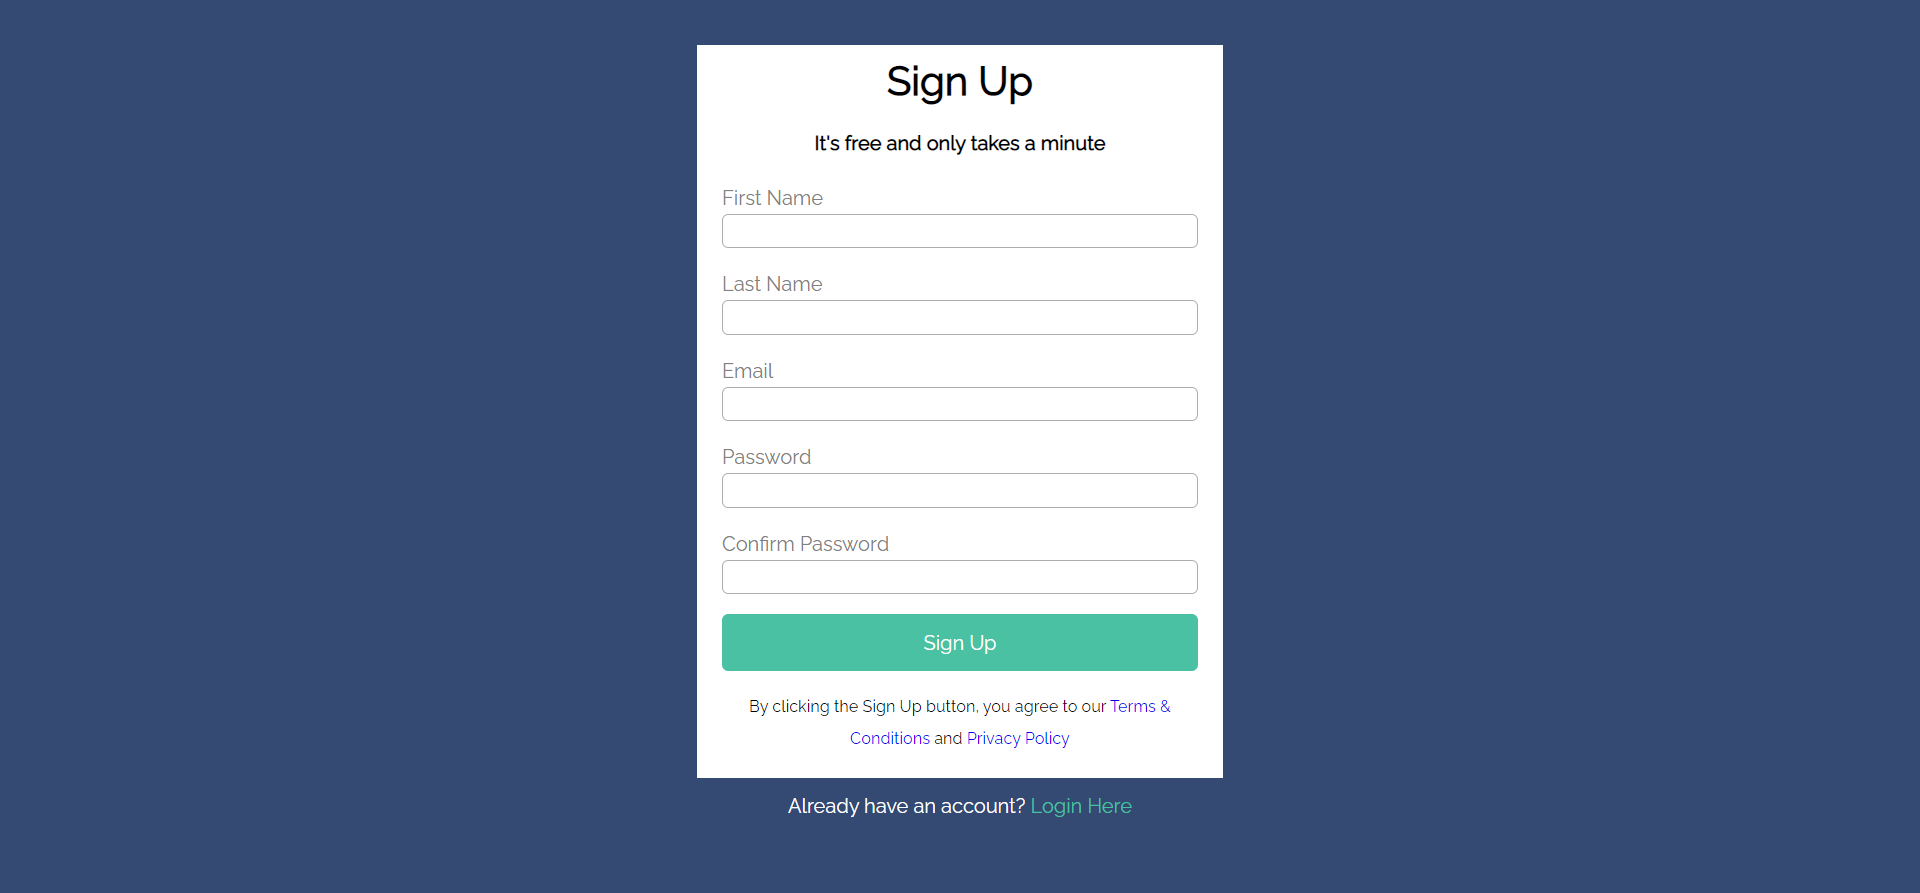 Sign Up
It's free and only takes a minute
First Name
Last Name
Email
Password
Confirm Password
Sign Up
By clicking the Sign Up button, you agree to our Terms &
Conditions and Privacy Policy
Already have an account? Login Here